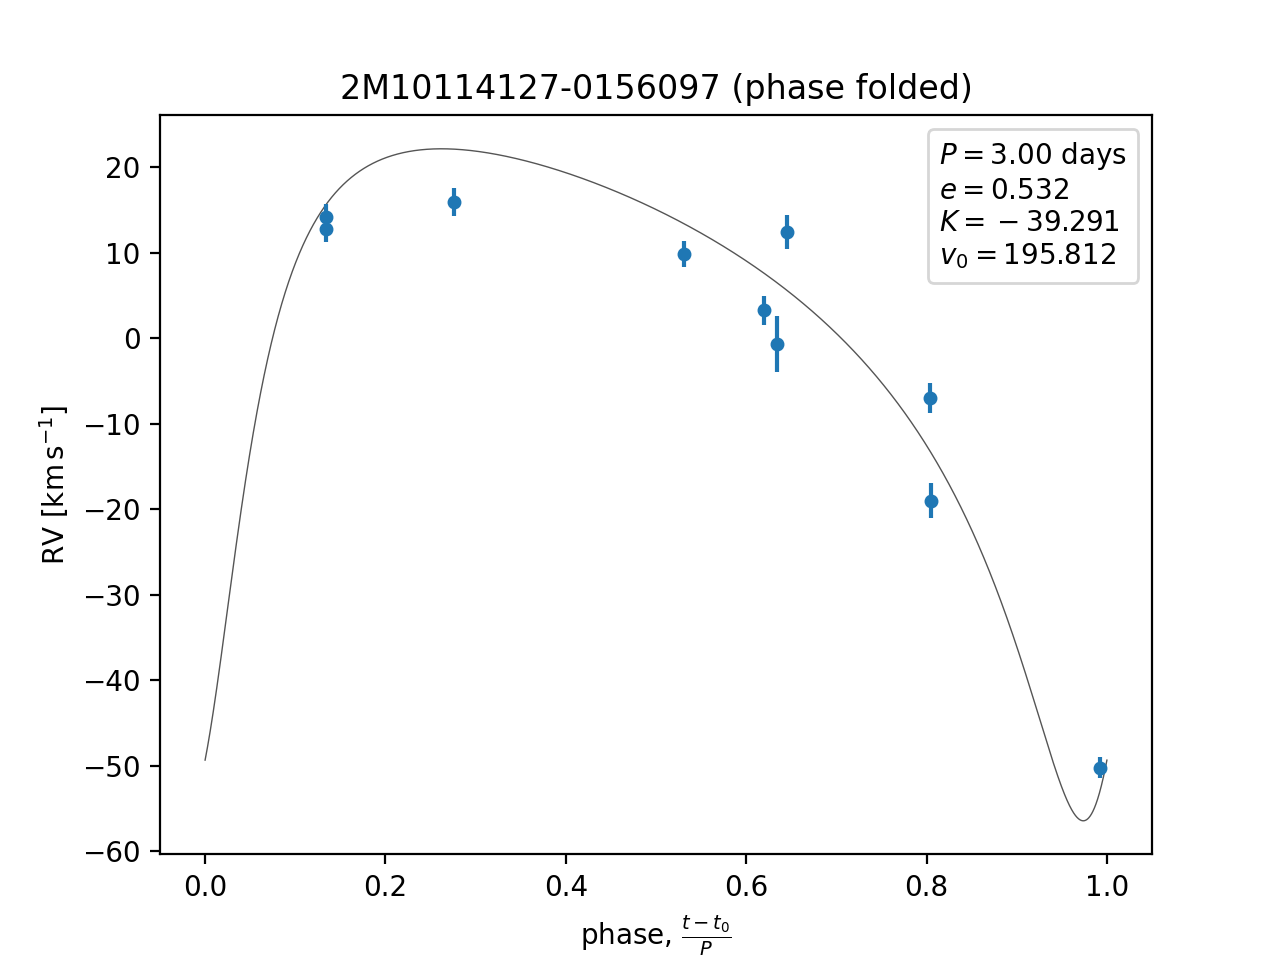 2M10114127-0156097 (phase folded)
P = 3.00 days
e = 0.532
K = −39.291
v₀ = 195.812
20
10
0
−10
−20
−30
−40
−50
−60
RV [km s⁻¹]
0.0 0.2 0.4 0.6 0.8 1.0
phase, (t − t₀)/P